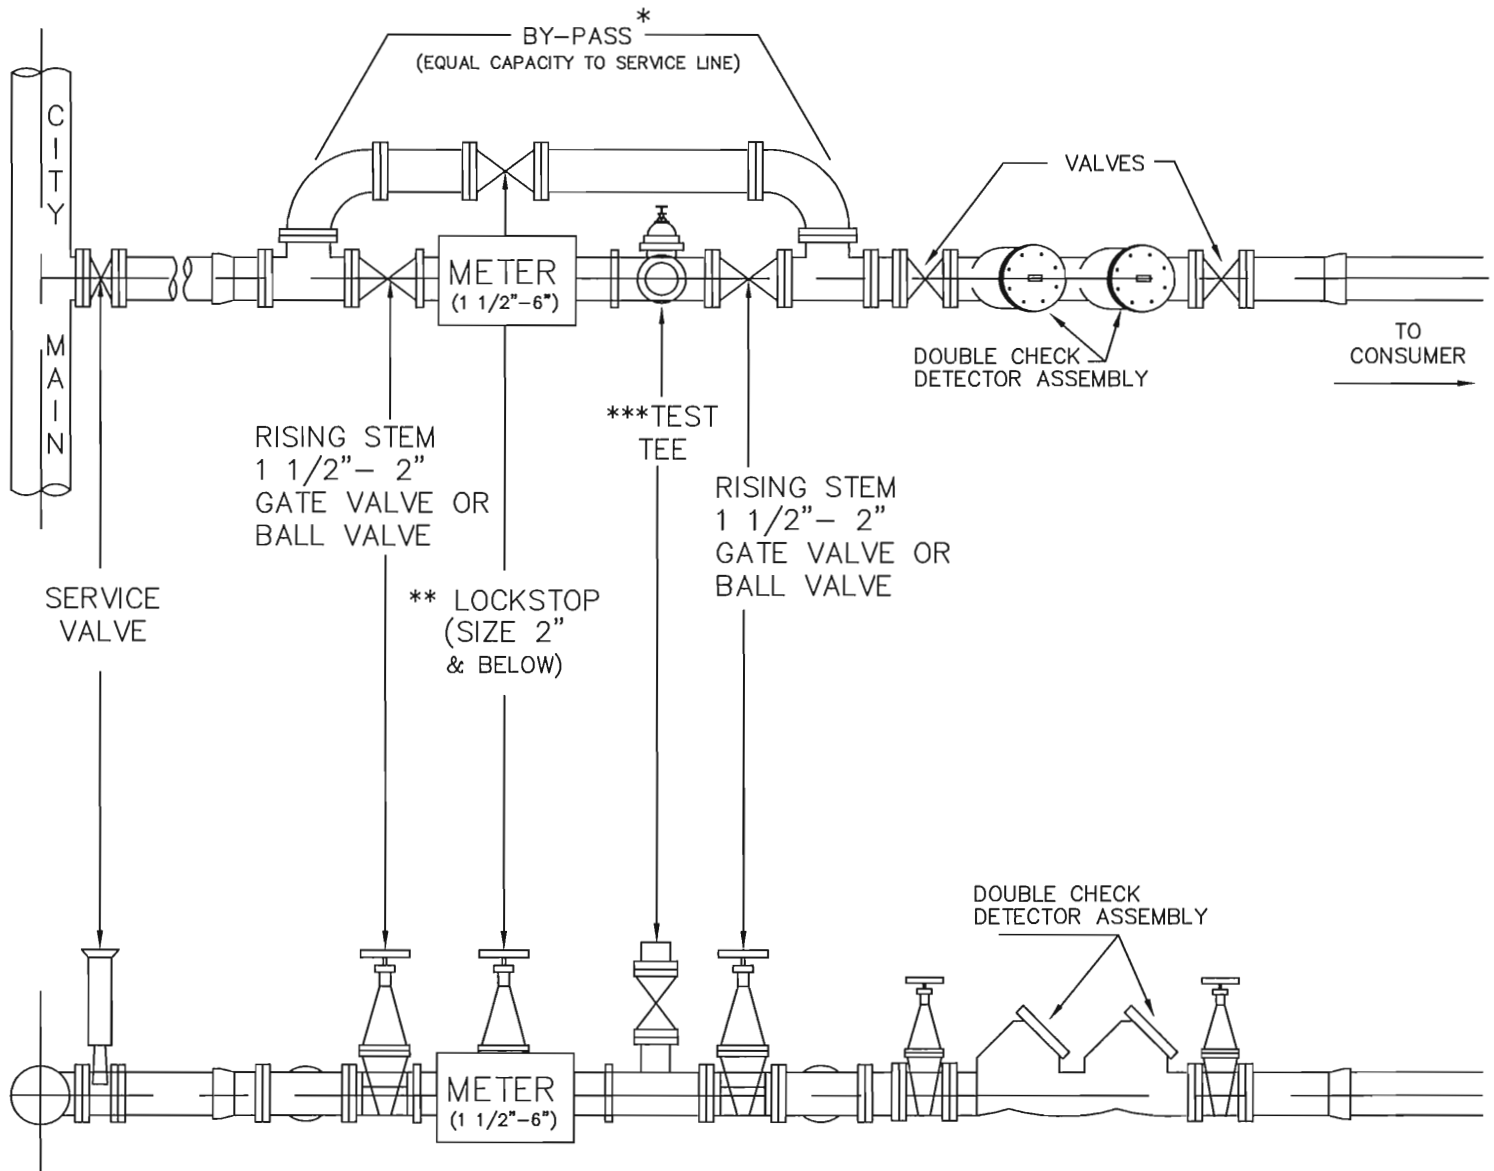 BY-PASS*
(EQUAL CAPACITY TO SERVICE LINE)
CITY MAIN
VALVES
METER
(1 1/2"-6")
DOUBLE CHECK
DETECTOR ASSEMBLY
TO
CONSUMER
***TEST
TEE
RISING STEM
1 1/2"- 2"
GATE VALVE OR
BALL VALVE
RISING STEM
1 1/2"- 2"
GATE VALVE OR
BALL VALVE
SERVICE
VALVE
** LOCKSTOP
(SIZE 2"
& BELOW)
DOUBLE CHECK
DETECTOR ASSEMBLY
METER
(1 1/2"-6")